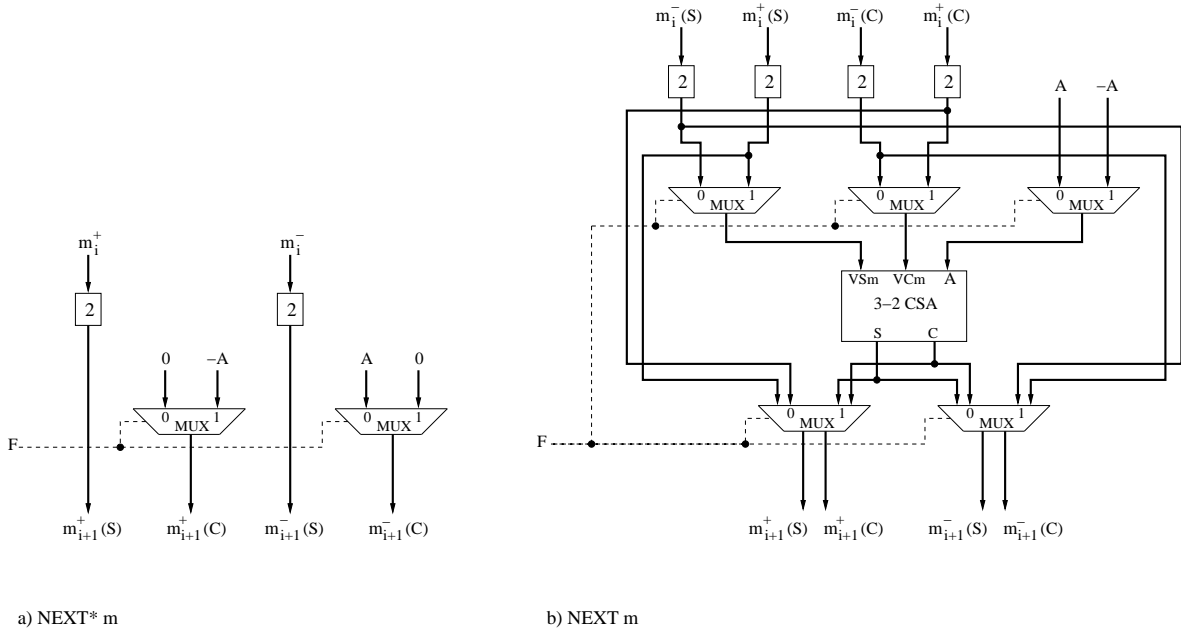 m_i^-(S) m_i^+(S) m_i^-(C) m_i^+(C)
2 2 2 2
A −A
0 1 MUX
0 1 MUX
0 1 MUX
VSm VCm A
3−2 CSA
S C
0 1 MUX
0 1 MUX
F
m_{i+1}^+(S) m_{i+1}^+(C) m_{i+1}^-(S) m_{i+1}^-(C)
m_i^+ m_i^-
2 2
0 −A A 0
0 1 MUX
0 1 MUX
F
m_{i+1}^+(S) m_{i+1}^+(C) m_{i+1}^-(S) m_{i+1}^-(C)
a) NEXT* m
b) NEXT m